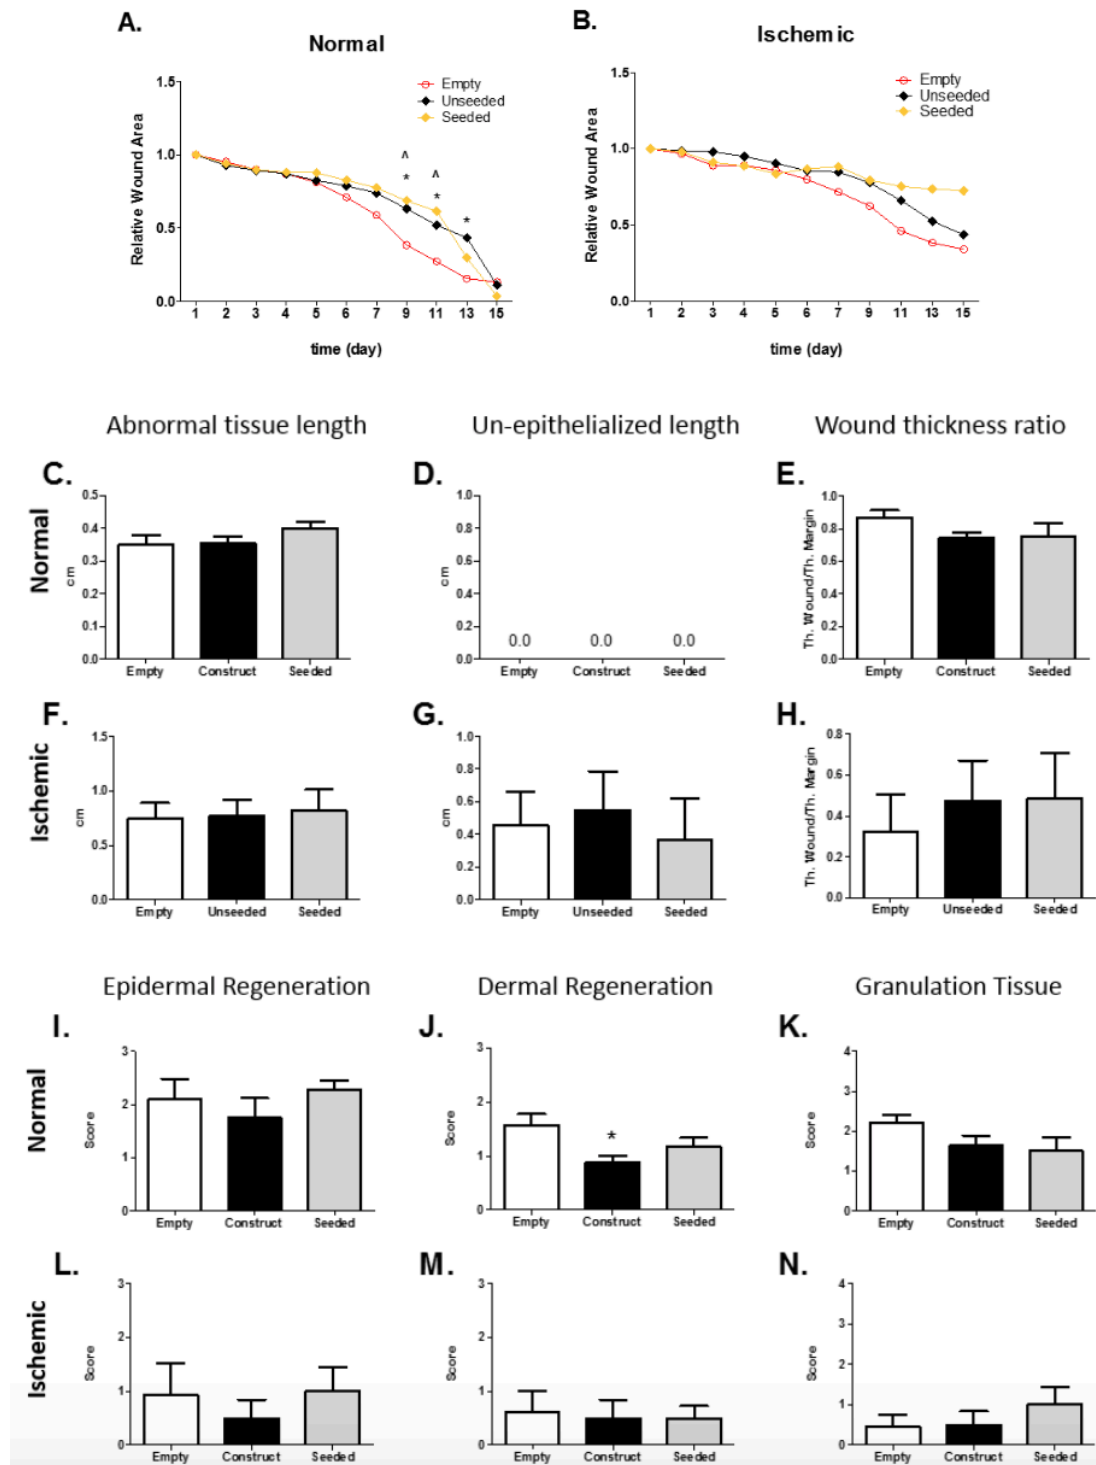 A.
Normal
Empty
Unseeded
Seeded
Relative Wound Area
1.5
1.0
0.5
0.0
^
*
^
*
*
1 2 3 4 5 6 7 9 11 13 15
time (day)
B.
Ischemic
Empty
Unseeded
Seeded
Relative Wound Area
1.5
1.0
0.5
0.0
1 2 3 4 5 6 7 9 11 13 15
time (day)
Abnormal tissue length
Un-epithelialized length
Wound thickness ratio
Normal
C.
cm
0.5
0.4
0.3
0.2
0.1
0.0
Empty Construct Seeded
D.
cm
1.0
0.8
0.6
0.4
0.2
0.0
0.0 0.0 0.0
Empty Construct Seeded
E.
Th. Wound/Th. Margin
1.0
0.8
0.6
0.4
0.2
0.0
Empty Construct Seeded
Ischemic
F.
cm
1.5
1.0
0.5
0.0
Empty Unseeded Seeded
G.
cm
1.0
0.8
0.6
0.4
0.2
0.0
Empty Unseeded Seeded
H.
Th. Wound/Th. Margin
0.8
0.6
0.4
0.2
0.0
Empty Unseeded Seeded
Epidermal Regeneration
Dermal Regeneration
Granulation Tissue
Normal
I.
Score
3
2
1
0
Empty Construct Seeded
J.
Score
3
2
1
0
*
Empty Construct Seeded
K.
Score
4
3
2
1
0
Empty Construct Seeded
Ischemic
L.
Score
3
2
1
0
Empty Construct Seeded
M.
Score
3
2
1
0
Empty Construct Seeded
N.
Score
4
3
2
1
0
Empty Construct Seeded